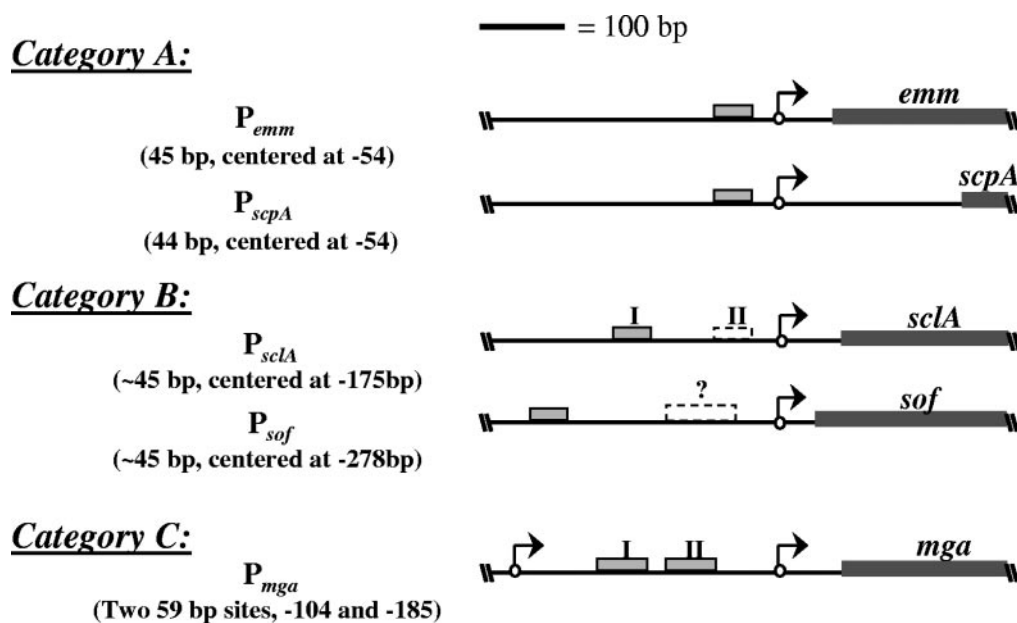 = 100 bp
Category A:
emm
P emm
(45 bp, centered at -54)
scpA
P scpA
(44 bp, centered at -54)
Category B:
I II sclA
P sclA
(~45 bp, centered at -175bp)
? sof
P sof
(~45 bp, centered at -278bp)
Category C:
I II mga
P mga
(Two 59 bp sites, -104 and -185)